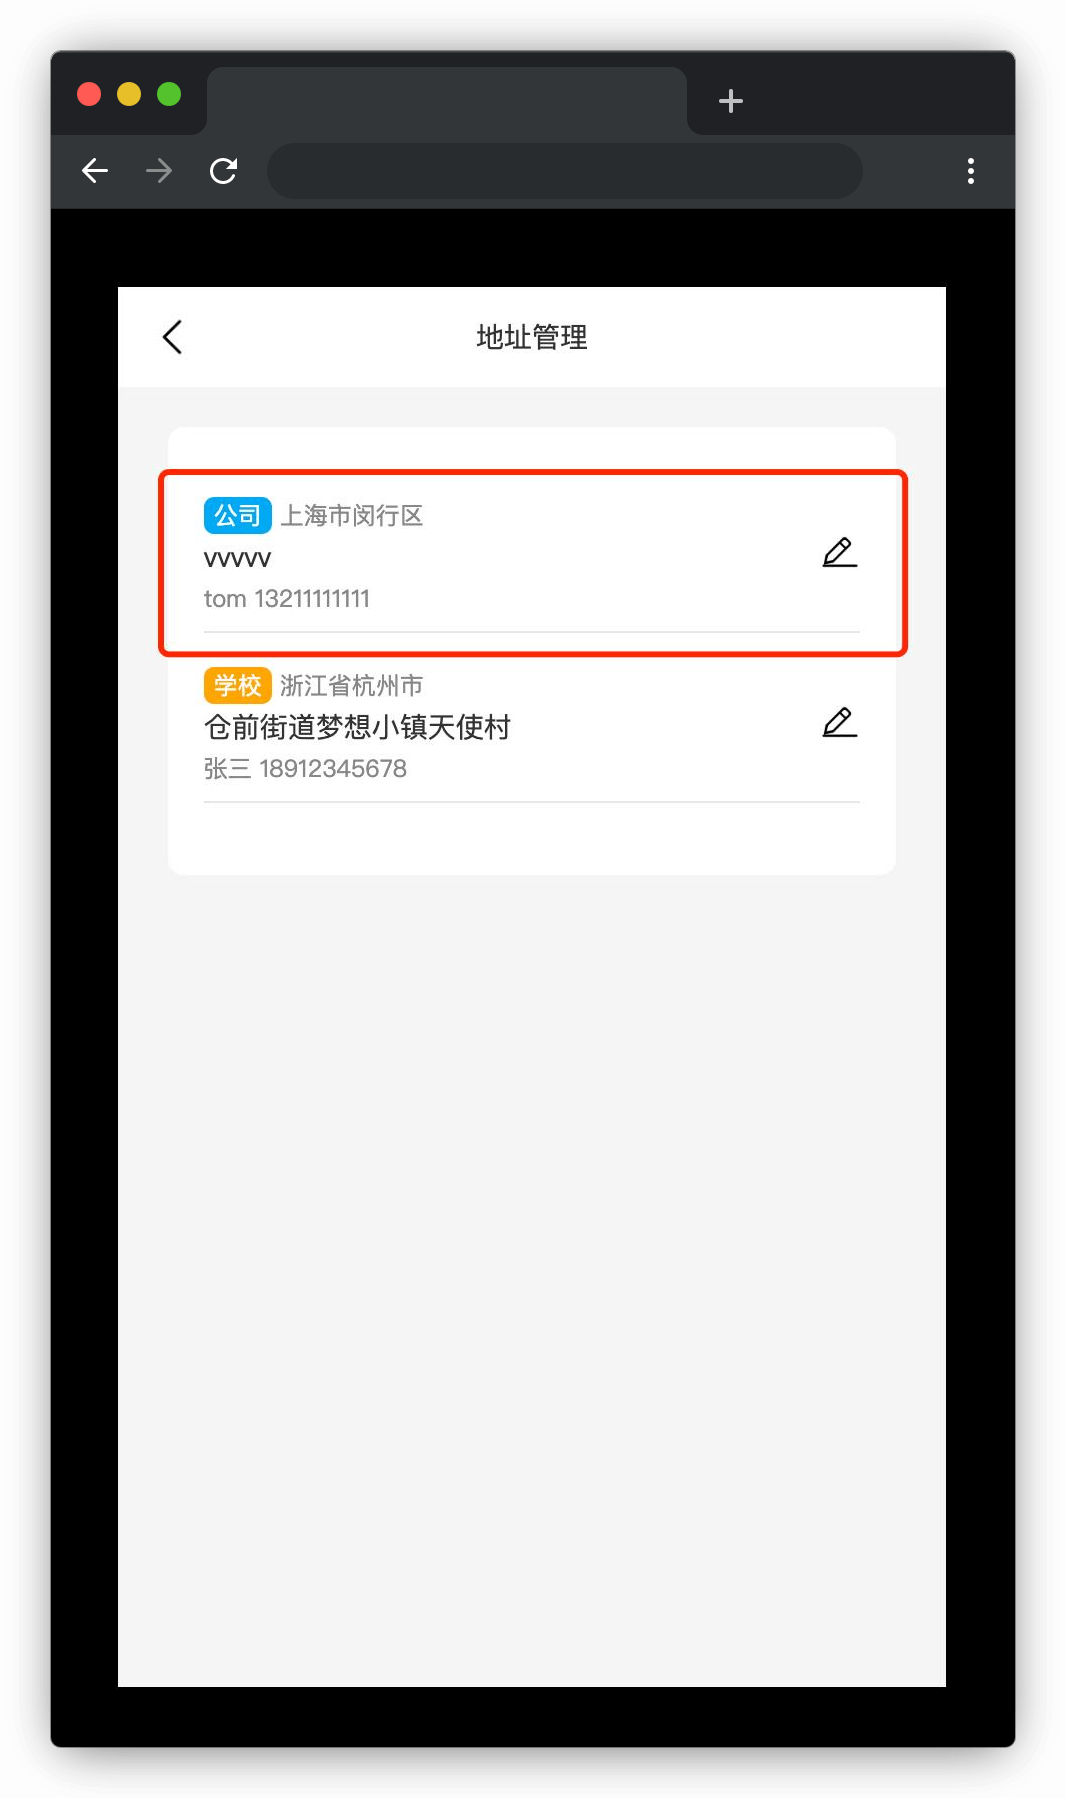 地址管理
公司 上海市闵行区
vvvvv
tom 13211111111
学校 浙江省杭州市
仓前街道梦想小镇天使村
张三 18912345678